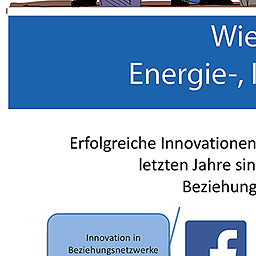 Wie
Energie-,
Erfolgreiche Innovationen
letzten Jahre sin
Beziehung
Innovation in
Beziehungsnetzwerke